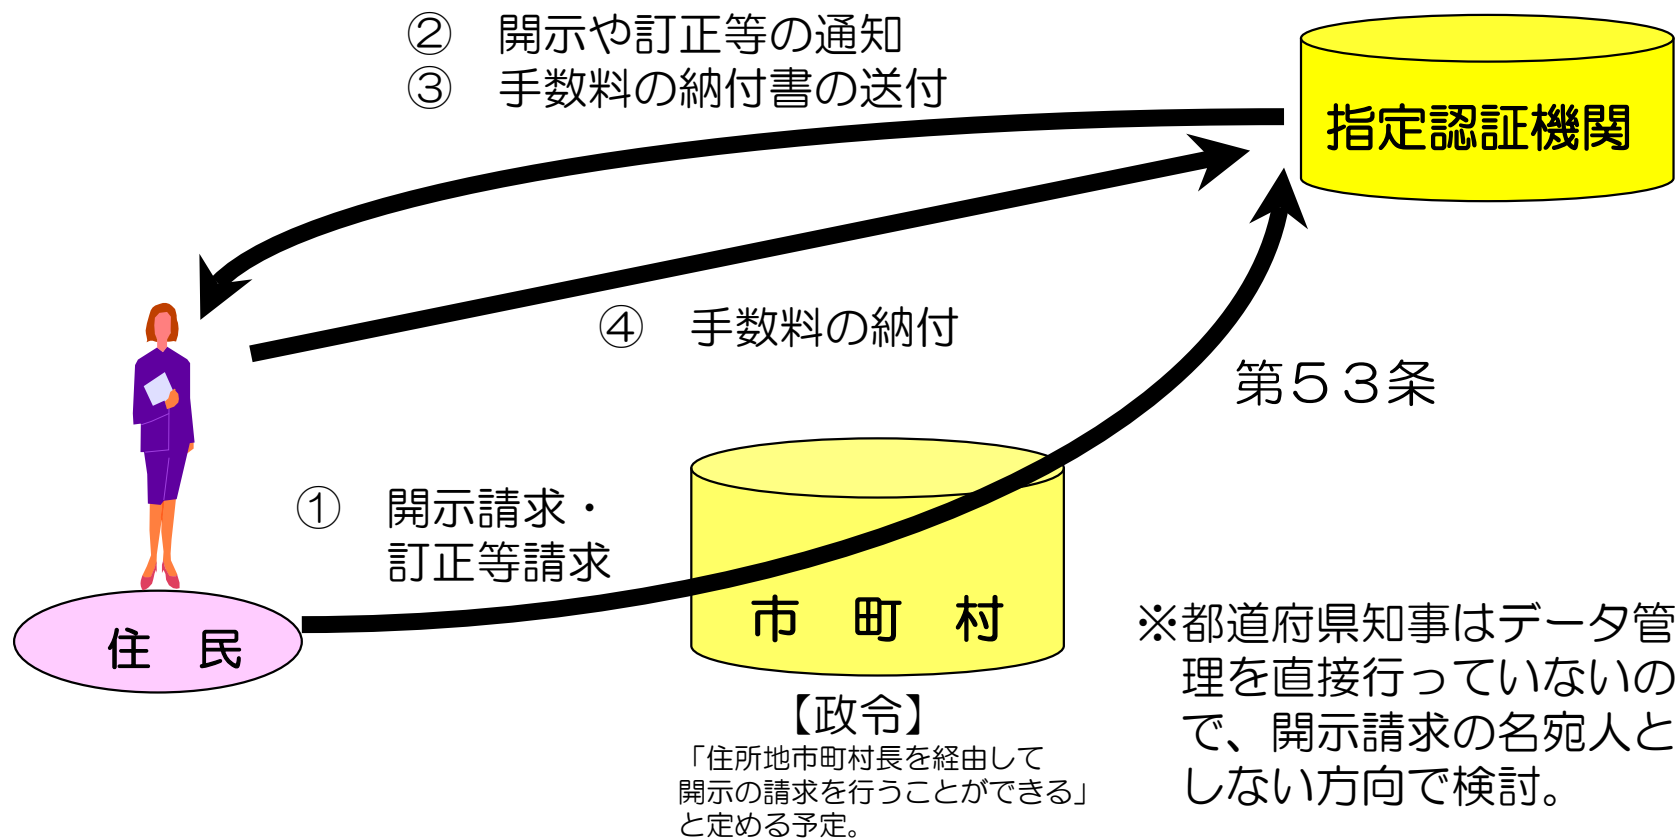 ②　開示や訂正等の通知
③　手数料の納付書の送付
指定認証機関
④　手数料の納付
第５３条
①　開示請求・
訂正等請求
市　町　村
住　民
【政令】
「住所地市町村長を経由して
開示の請求を行うことができる」
と定める予定。
※都道府県知事はデータ管
理を直接行っていないの
で、開示請求の名宛人と
しない方向で検討。